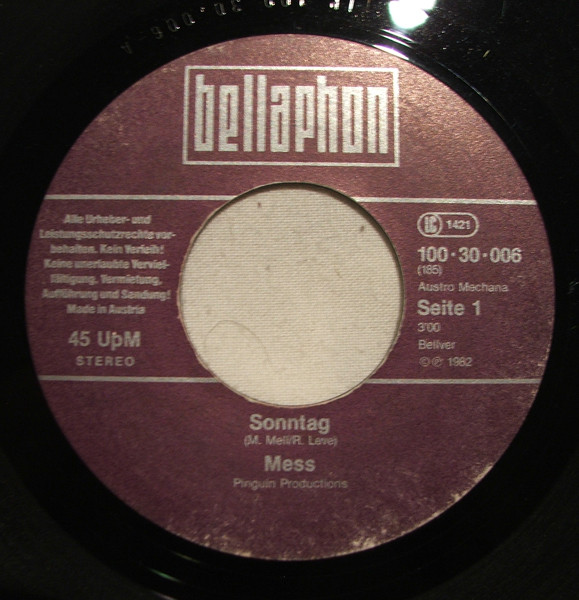 bellaphon
Alle Urheber- und
Leistungsschutzrechte vor-
behalten. Kein Verleih!
Keine unerlaubte Verviel-
fältigung, Vermietung,
Aufführung und Sendung!
Made in Austria
45 UpM
STEREO
LC 1421
100·30·006
(185)
Austro Mechana
Seite 1
3'00
Bellver
©℗ 1982
Sonntag
(M. Mell/R. Leve)
Mess
Pinguin Productions